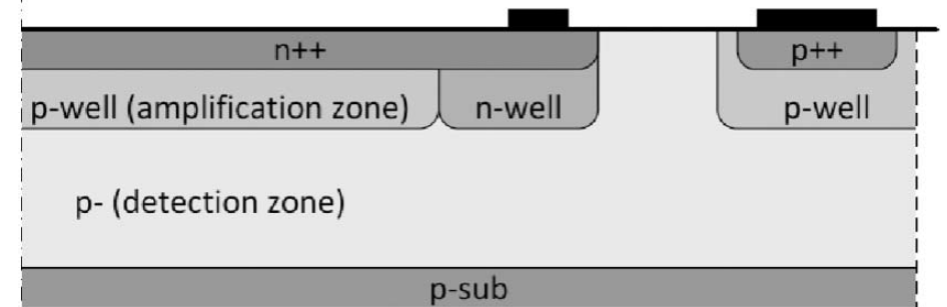 n++
p++
p-well (amplification zone)
n-well
p-well
p- (detection zone)
p-sub